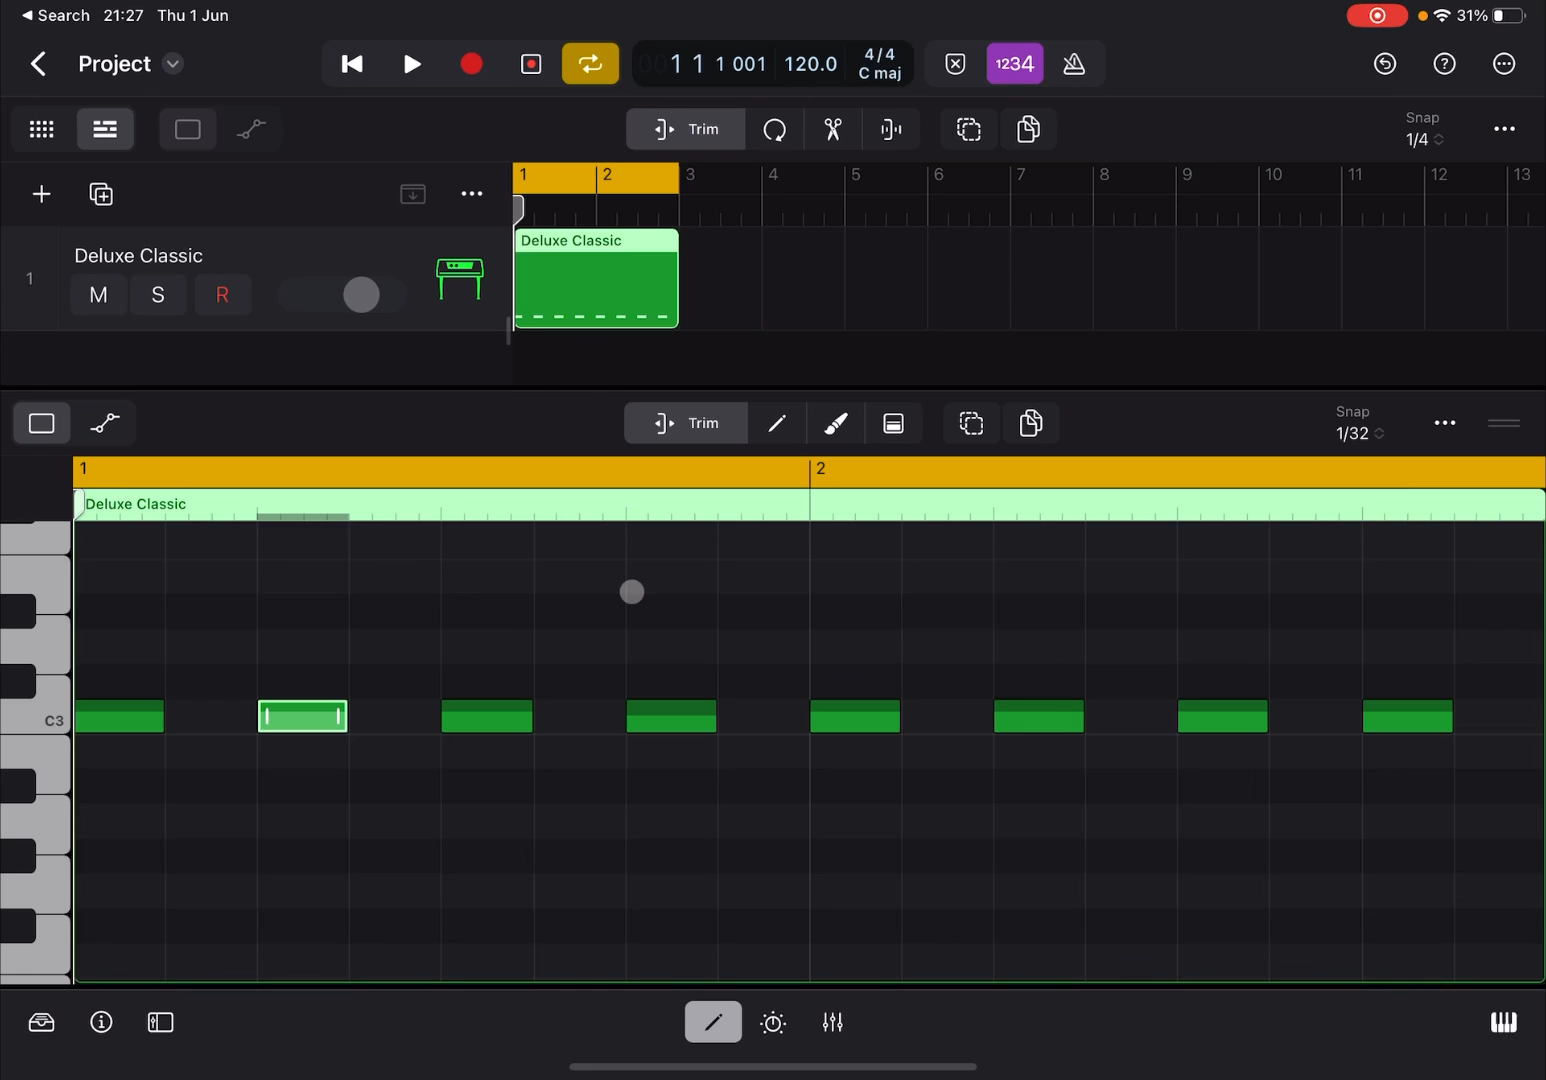 Search 21:27 Thu 1 Jun 31%
Project 00 1 1 1 001 120.0 4/4 C maj 1234
Trim Snap 1/4
1 2 3 4 5 6 7 8 9 10 11 12 13
1 Deluxe Classic
M S R
Deluxe Classic
Trim Snap 1/32
1 2
Deluxe Classic
C3